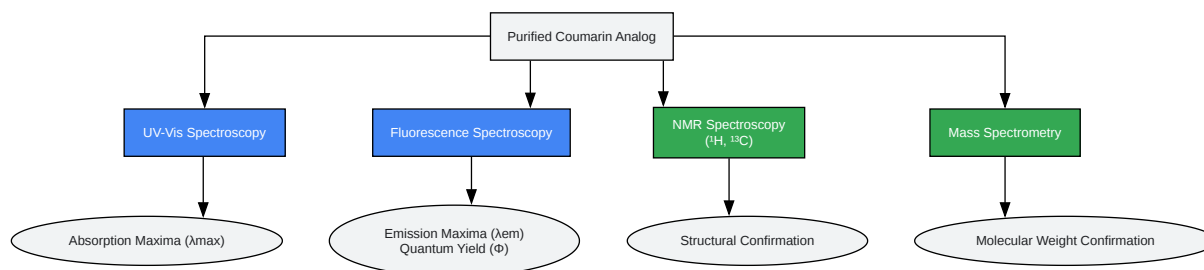 Purified Coumarin Analog
UV-Vis Spectroscopy
Fluorescence Spectroscopy
NMR Spectroscopy
(¹H, ¹³C)
Mass Spectrometry
Absorption Maxima (λmax)
Emission Maxima (λem)
Quantum Yield (Φ)
Structural Confirmation
Molecular Weight Confirmation